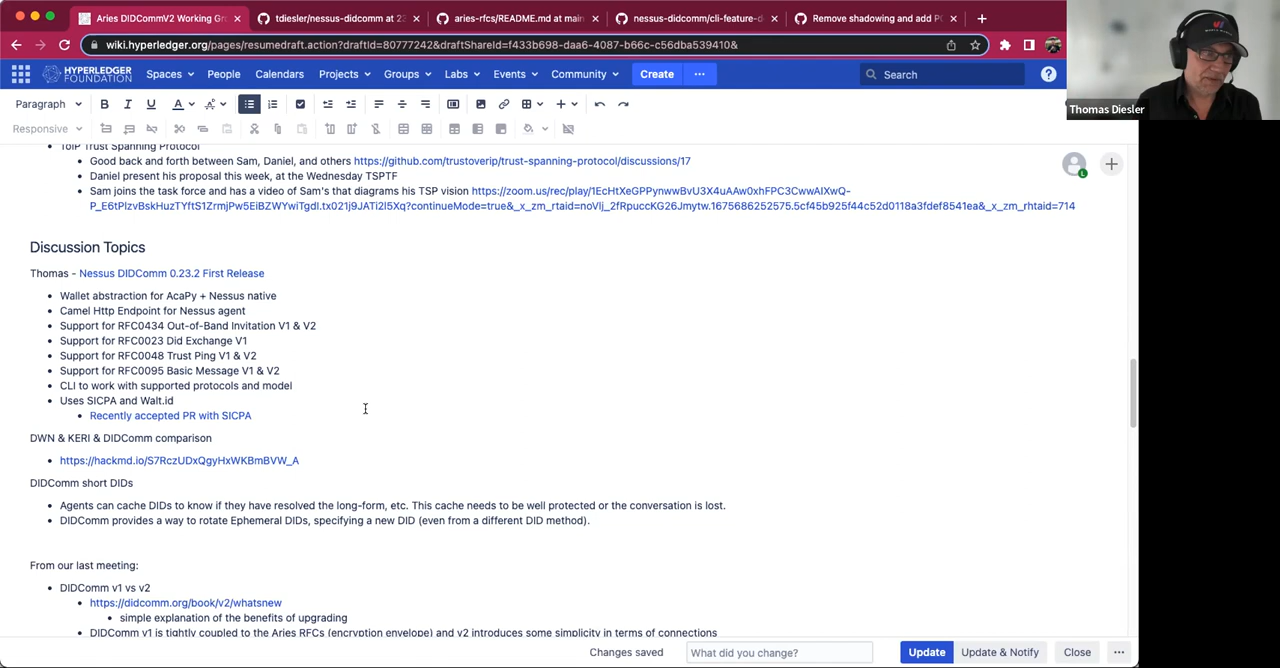 Aries DIDCommV2 Working Gr
tdiesler/nessus-didcomm at 23
aries-rfcs/README.md at main
nessus-didcomm/cli-feature-d
Remove shadowing and add P
wiki.hyperledger.org/pages/resumedraft.action?draftId=80777242&draftShareId=f433b698-daa6-4087-b66c-c56dba539410&
HYPERLEDGER FOUNDATION Spaces People Calendars Projects Groups Labs Events Community Create ··· Search
Paragraph B I U A
Responsive
Thomas Diesler
ToIP Trust Spanning Protocol
Good back and forth between Sam, Daniel, and others https://github.com/trustoverip/trust-spanning-protocol/discussions/17
Daniel present his proposal this week, at the Wednesday TSPTF
Sam joins the task force and has a video of Sam's that diagrams his TSP vision https://zoom.us/rec/play/1EcHtXeGPPynwwBvU3X4uAAw0xhFPC3CwwAIXwQ-
P_E6tPlzvBskHuzTYftS1ZrmjPw5EiBZWYwiTgdI.tx021j9JATi2l5Xq?continueMode=true&_x_zm_rtaid=noVlj_2fRpuccKG26Jmytw.1675686252575.5cf45b925f44c52d0118a3fdef8541ea&_x_zm_rhtaid=714
Discussion Topics
Thomas - Nessus DIDComm 0.23.2 First Release
Wallet abstraction for AcaPy + Nessus native
Camel Http Endpoint for Nessus agent
Support for RFC0434 Out-of-Band Invitation V1 & V2
Support for RFC0023 Did Exchange V1
Support for RFC0048 Trust Ping V1 & V2
Support for RFC0095 Basic Message V1 & V2
CLI to work with supported protocols and model
Uses SICPA and Walt.id
Recently accepted PR with SICPA
DWN & KERI & DIDComm comparison
https://hackmd.io/S7RczUDxQgyHxWKBmBVW_A
DIDComm short DIDs
Agents can cache DIDs to know if they have resolved the long-form, etc. This cache needs to be well protected or the conversation is lost.
DIDComm provides a way to rotate Ephemeral DIDs, specifying a new DID (even from a different DID method).
From our last meeting:
DIDComm v1 vs v2
https://didcomm.org/book/v2/whatsnew
simple explanation of the benefits of upgrading
DIDComm v1 is tightly coupled to the Aries RFCs (encryption envelope) and v2 introduces some simplicity in terms of connections
Changes saved What did you change? Update Update & Notify Close ···